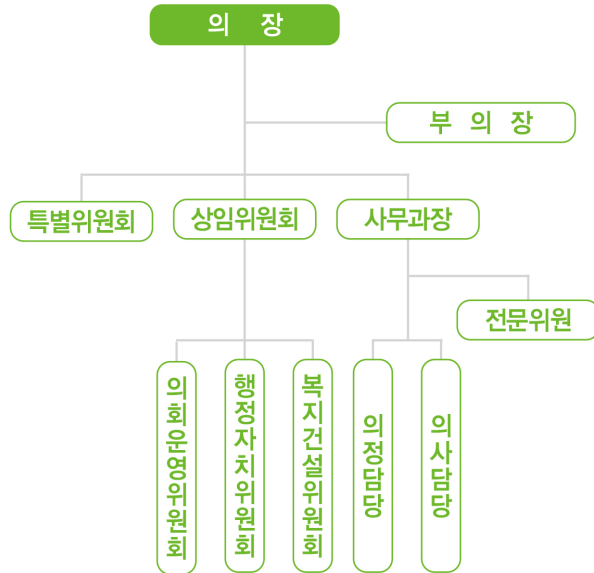 의 장
부 의 장
특별위원회
상임위원회
사무과장
전문위원
의회운영위원회
행정자치위원회
복지건설위원회
의정담당
의사담당